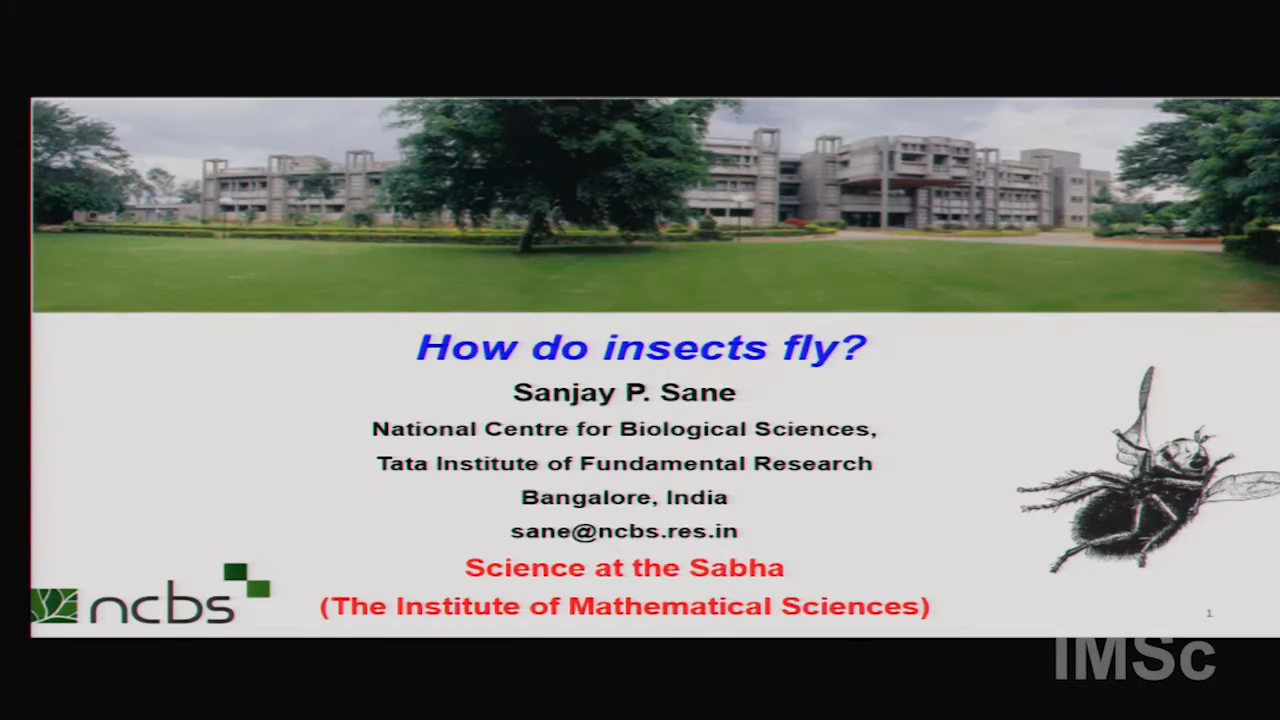 How do insects fly?
Sanjay P. Sane
National Centre for Biological Sciences,
Tata Institute of Fundamental Research
Bangalore, India
sane@ncbs.res.in
Science at the Sabha
(The Institute of Mathematical Sciences)
ncbs
1
IMSc